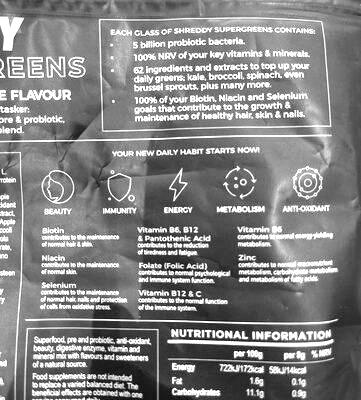 Y
REENS
E FLAVOUR
tasker.
ore & probiotic,
blend.
EACH GLASS OF SHREDDY SUPERGREENS CONTAINS:
• 5 billion probiotic bacteria.
• 100% NRV of your key vitamins & minerals.
• 62 ingredients and extracts to top up your
daily greens; kale, broccoli, spinach, even
brussel sprouts, plus many more.
• 100% of your Biotin, Niacin and Selenium
goals that contribute to the growth &
maintenance of healthy hair, skin & nails.
YOUR NEW DAILY HABIT STARTS NOW!
BEAUTY
IMMUNITY
ENERGY
METABOLISM
ANTI-OXIDANT
Biotin
contributes to the maintenance
of normal hair & skin.
Niacin
contributes to the maintenance
of normal skin.
Selenium
contributes to the maintenance
of normal hair, nails and protection
of cells from oxidative stress.
Vitamin B6, B12
& Pantothenic Acid
contributes to the reduction
of tiredness and fatigue.
Folate (Folic Acid)
contributes to normal psychological
and immune system function.
Vitamin B12 & C
contributes to the normal function
of the immune system.
Vitamin B6
contributes to normal energy-yielding
metabolism.
Zinc
contributes to normal macronutrient
metabolism, carbohydrate metabolism
and metabolism of fatty acids.
Superfood, pre and probiotic, anti-oxidant,
beauty, digestive enzyme, vitamin and
mineral mix with flavours and sweeteners
of a natural source.
Food supplements are not intended
to replace a varied balanced diet. The
beneficial effects are obtained with one
NUTRITIONAL INFORMATION
per 100g per 8g % NRV
Energy 722kJ/172kcal 58kJ/14kcal
Fat 1.6g 0.1g
Carbohydrates 11.1g 0.9g